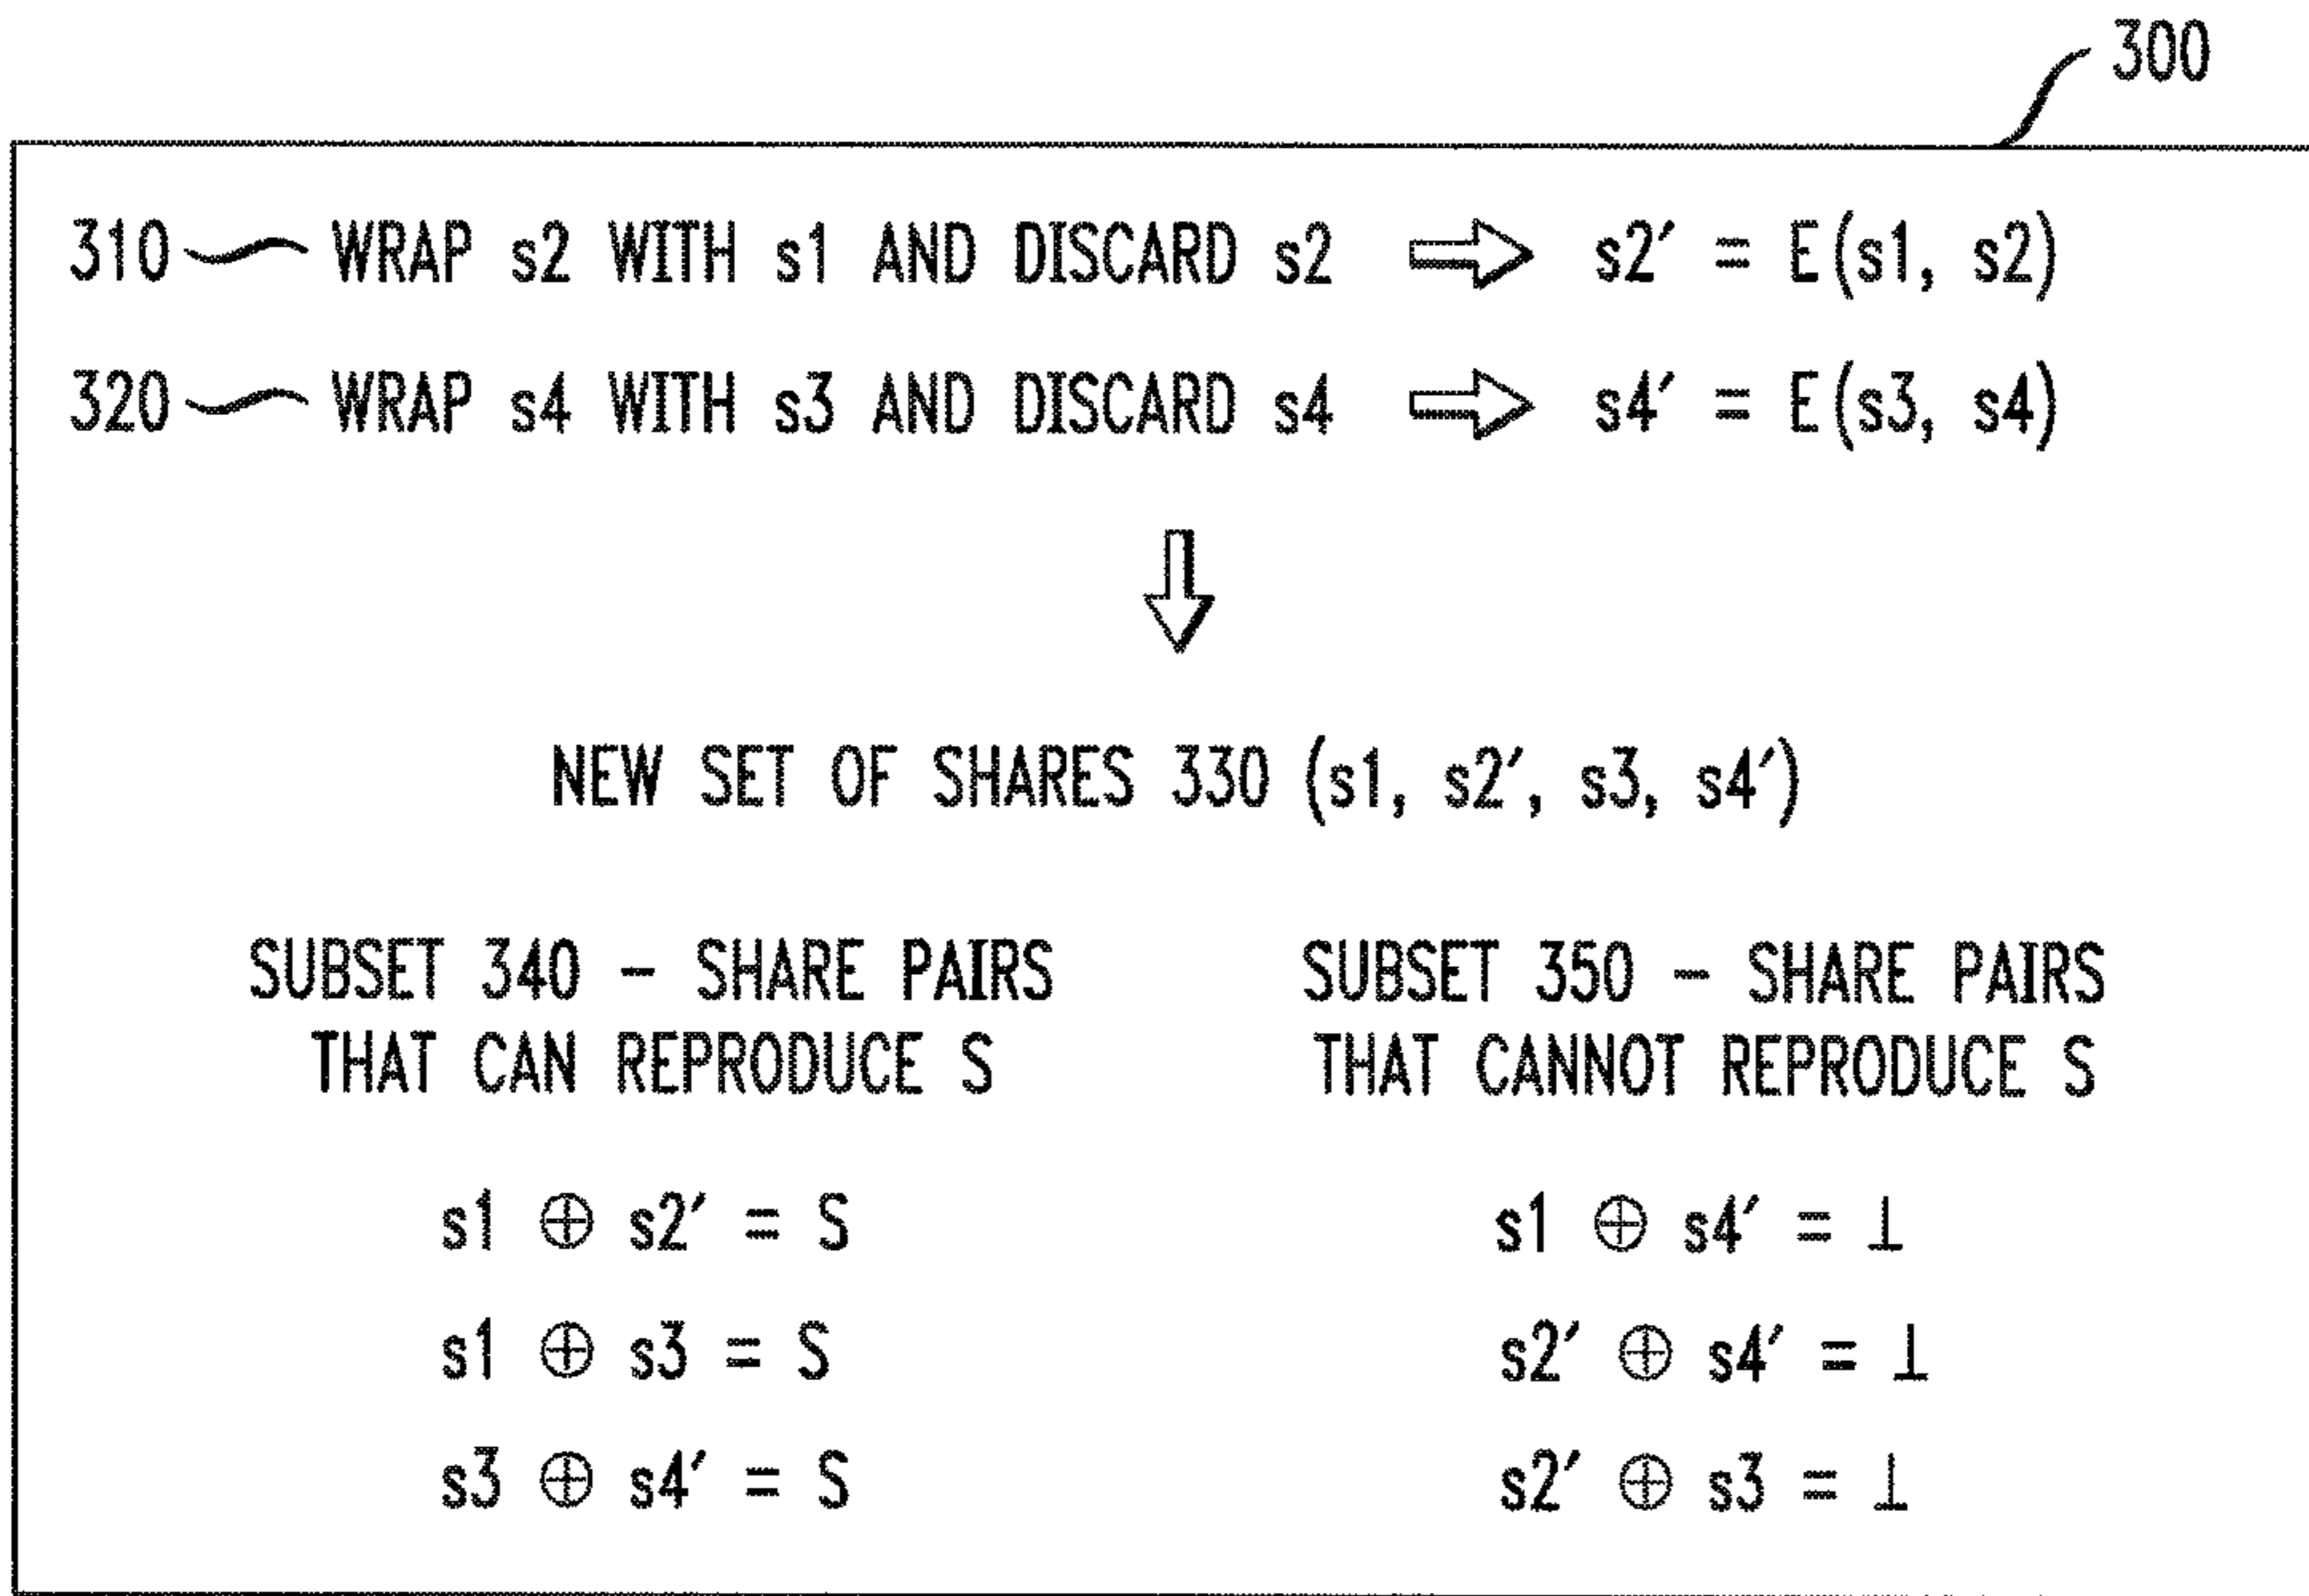 300
310 WRAP s2 WITH s1 AND DISCARD s2 ⇨ s2′ = E(s1, s2)
320 WRAP s4 WITH s3 AND DISCARD s4 ⇨ s4′ = E(s3, s4)
NEW SET OF SHARES 330 (s1, s2′, s3, s4′)
SUBSET 340 – SHARE PAIRS
THAT CAN REPRODUCE S
s1 ⊕ s2′ = S
s1 ⊕ s3 = S
s3 ⊕ s4′ = S
SUBSET 350 – SHARE PAIRS
THAT CANNOT REPRODUCE S
s1 ⊕ s4′ = ⊥
s2′ ⊕ s4′ = ⊥
s2′ ⊕ s3 = ⊥